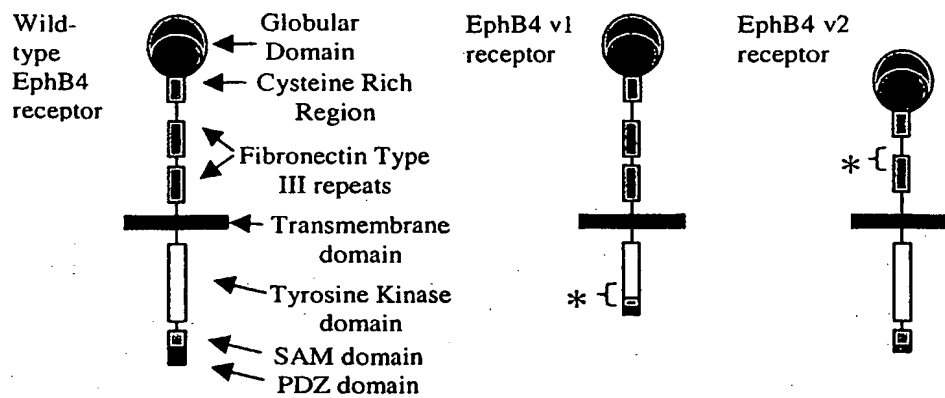 Wild-
type
EphB4
receptor
Globular
Domain
Cysteine Rich
Region
Fibronectin Type
III repeats
Transmembrane
domain
Tyrosine Kinase
domain
SAM domain
PDZ domain
EphB4 v1
receptor
*
EphB4 v2
receptor
*